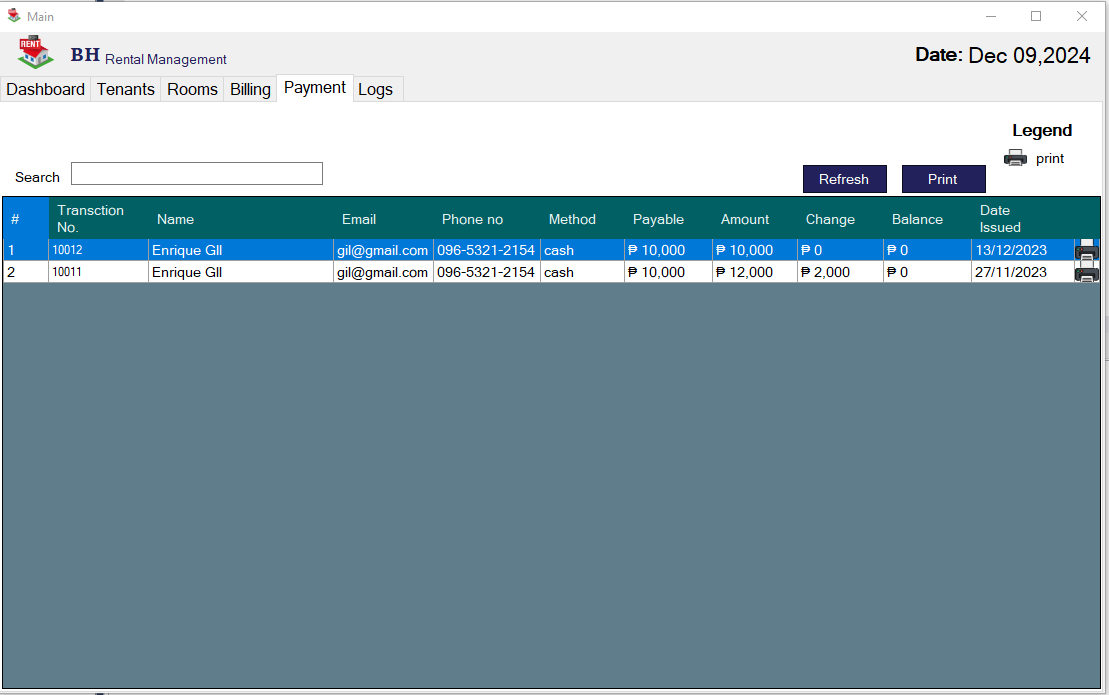 Main
RENT
BH Rental Management
Date: Dec 09,2024
Dashboard Tenants Rooms Billing Payment Logs
Legend
print
Search
Refresh Print
# Transction No. Name Email Phone no Method Payable Amount Change Balance Date Issued
1 10012 Enrique GIl gil@gmail.com 096-5321-2154 cash ₱ 10,000 ₱ 10,000 ₱ 0 ₱ 0 13/12/2023
2 10011 Enrique GIl gil@gmail.com 096-5321-2154 cash ₱ 10,000 ₱ 12,000 ₱ 2,000 ₱ 0 27/11/2023